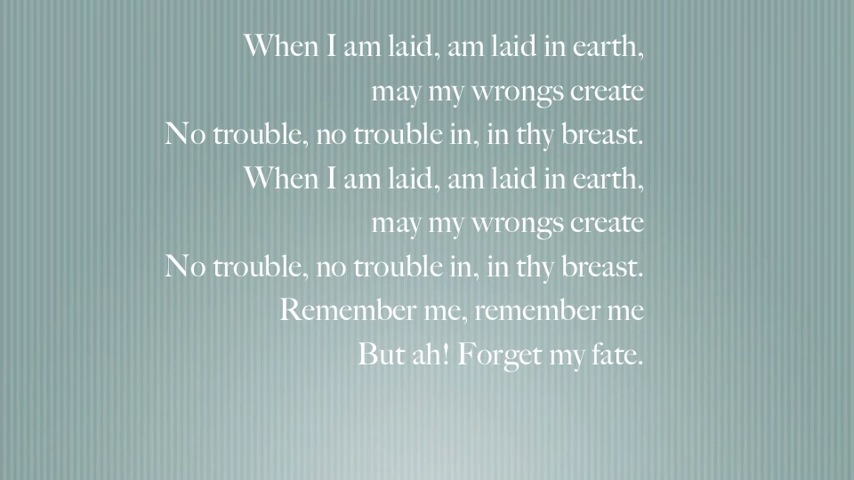 When I am laid, am laid in earth,
may my wrongs create
No trouble, no trouble in, in thy breast.
When I am laid, am laid in earth,
may my wrongs create
No trouble, no trouble in, in thy breast.
Remember me, remember me
But ah! Forget my fate.